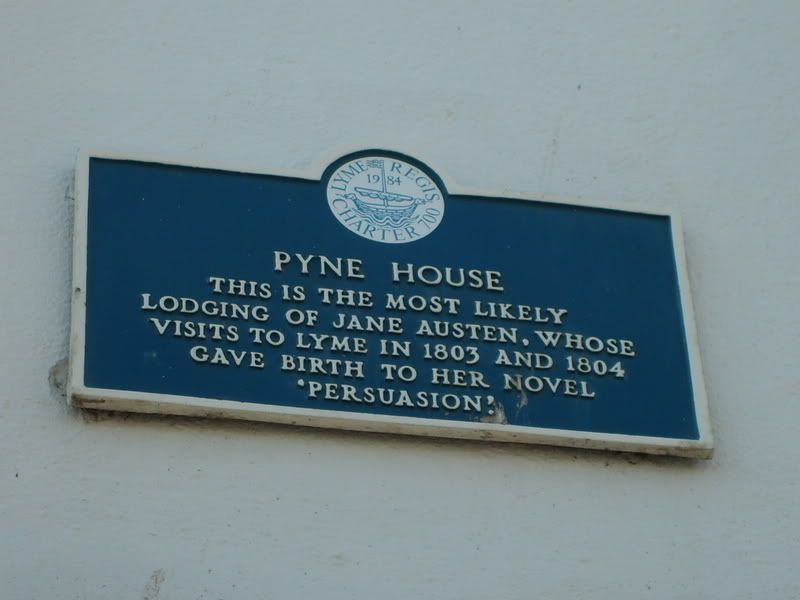 LYME REGIS
1984
CHARTER 700
PYNE HOUSE
THIS IS THE MOST LIKELY
LODGING OF JANE AUSTEN, WHOSE
VISITS TO LYME IN 1803 AND 1804
GAVE BIRTH TO HER NOVEL
'PERSUASION'.